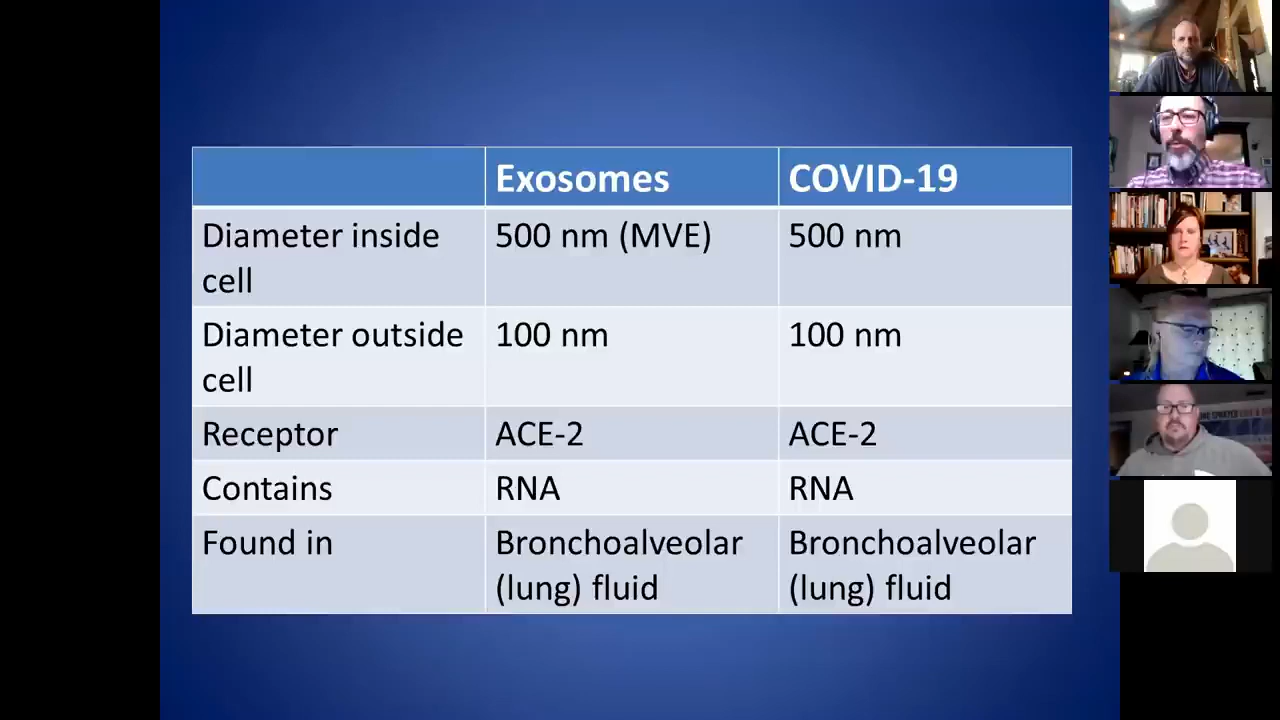 Exosomes COVID-19
Diameter inside 500 nm (MVE) 500 nm
cell
Diameter outside 100 nm 100 nm
cell
Receptor ACE-2 ACE-2
Contains RNA RNA
Found in Bronchoalveolar Bronchoalveolar
(lung) fluid (lung) fluid